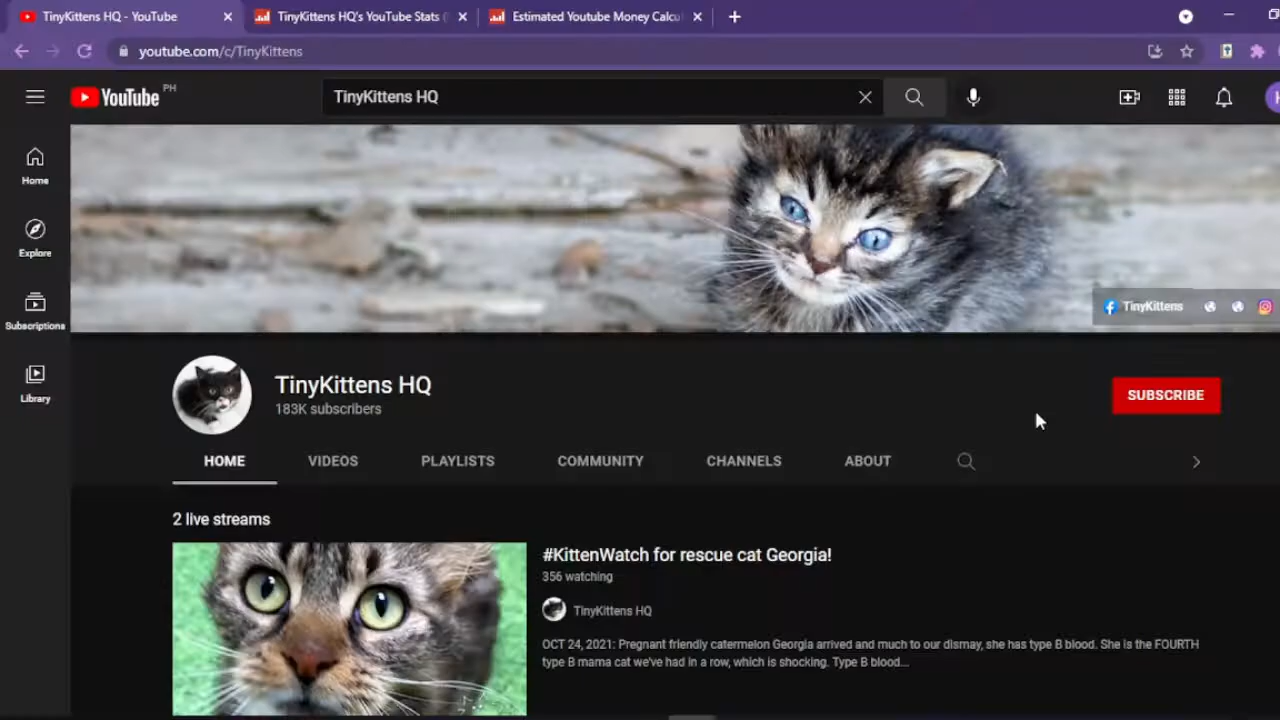 TinyKittens HQ - YouTube
TinyKittens HQ's YouTube Stats (
Estimated Youtube Money Calcu
youtube.com/c/TinyKittens
YouTube PH
TinyKittens HQ
Home
Explore
Subscriptions
Library
TinyKittens
TinyKittens HQ
183K subscribers
SUBSCRIBE
HOME VIDEOS PLAYLISTS COMMUNITY CHANNELS ABOUT
2 live streams
#KittenWatch for rescue cat Georgia!
356 watching
TinyKittens HQ
OCT 24, 2021: Pregnant friendly catermelon Georgia arrived and much to our dismay, she has type B blood. She is the FOURTH
type B mama cat we've had in a row, which is shocking. Type B blood...